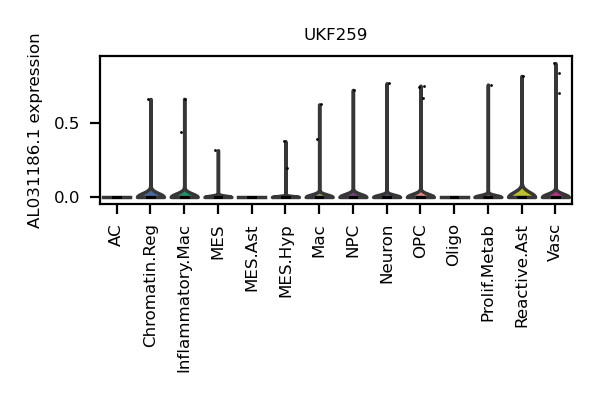 UKF259
AL031186.1 expression
0.5
0.0
AC
Chromatin.Reg
Inflammatory.Mac
MES
MES.Ast
MES.Hyp
Mac
NPC
Neuron
OPC
Oligo
Prolif.Metab
Reactive.Ast
Vasc